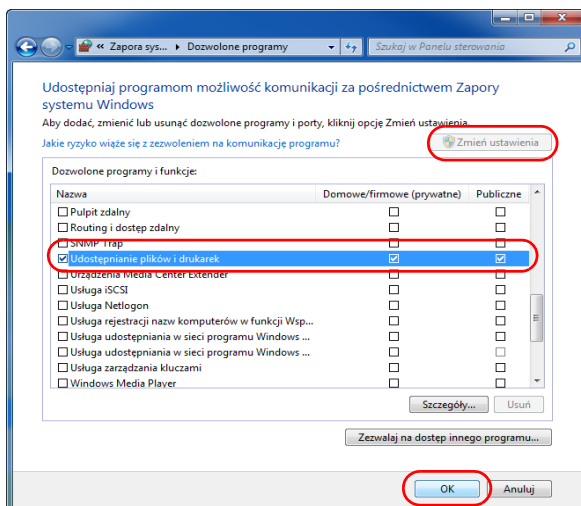 « Zapora sys... Dozwolone programy Szukaj w Panelu sterowania
Udostępniaj programom możliwość komunikacji za pośrednictwem Zapory
systemu Windows
Aby dodać, zmienić lub usunąć dozwolone programy i porty, kliknij opcję Zmień ustawienia.
Jakie ryzyko wiąże się z zezwoleniem na komunikację programu?
Zmień ustawienia
Dozwolone programy i funkcje:
Nazwa Domowe/firmowe (prywatne) Publiczne
Pulpit zdalny
Routing i dostęp zdalny
SNMP Trap
Udostępnianie plików i drukarek
Urządzenia Media Center Extender
Usługa iSCSI
Usługa Netlogon
Usługa rejestracji nazw komputerów w funkcji Wsp...
Usługa udostępniania w sieci programu Windows ...
Usługa udostępniania w sieci programu Windows ...
Usługa zarządzania kluczami
Windows Media Player
Szczegóły... Usuń
Zezwalaj na dostęp innego programu...
OK Anuluj